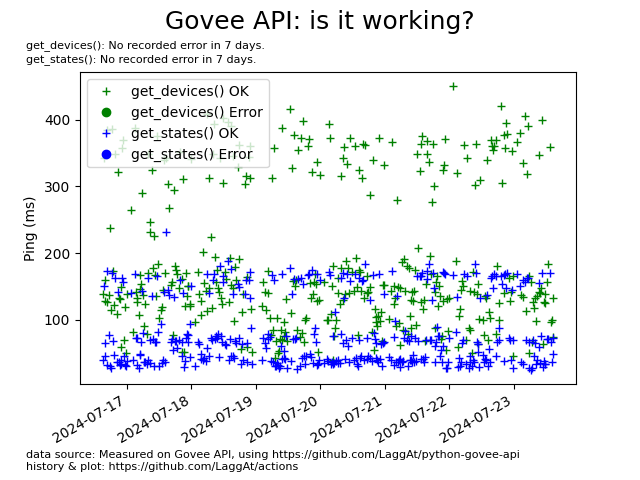 Govee API: is it working?
get_devices(): No recorded error in 7 days.
get_states(): No recorded error in 7 days.
get_devices() OK
get_devices() Error
get_states() OK
get_states() Error
400
300
200
100
Ping (ms)
2024-07-17
2024-07-18
2024-07-19
2024-07-20
2024-07-21
2024-07-22
2024-07-23
data source: Measured on Govee API, using https://github.com/LaggAt/python-govee-api
history & plot: https://github.com/LaggAt/actions